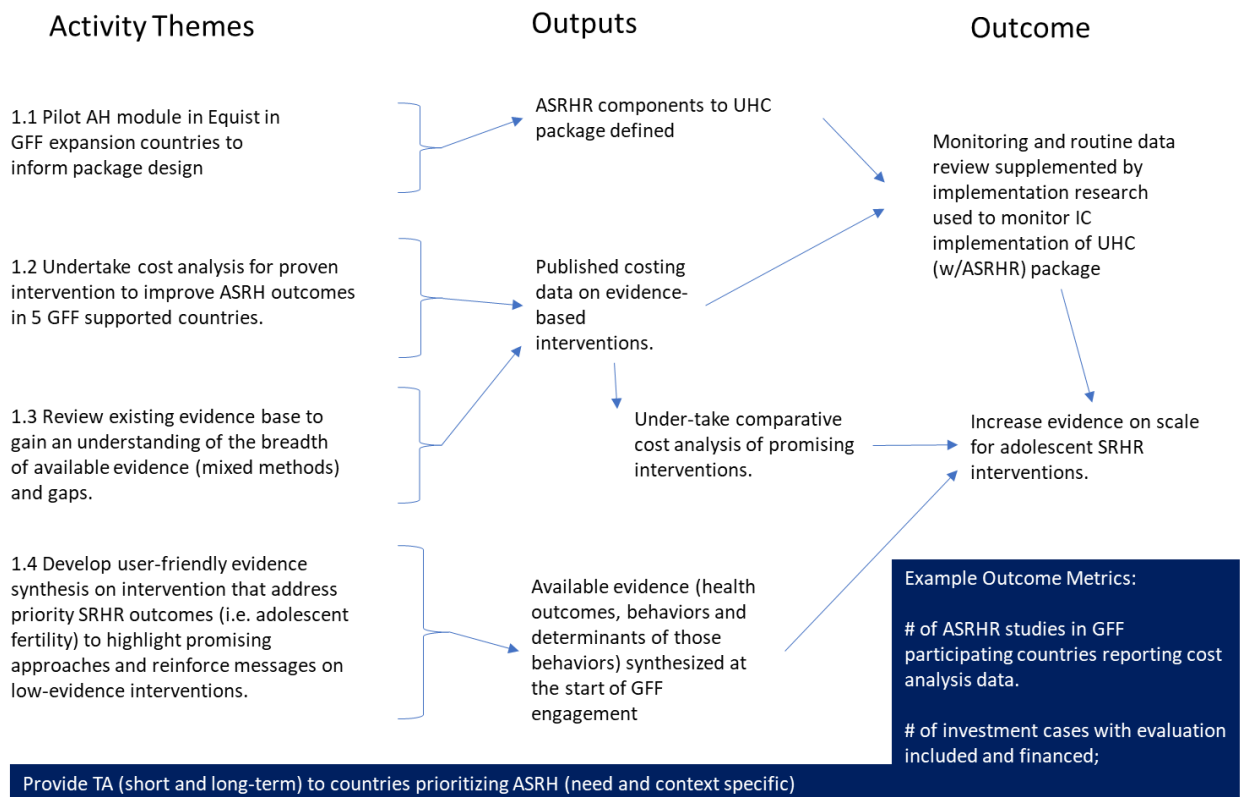 Activity Themes
Outputs
Outcome
1.1 Pilot AH module in Equist in
GFF expansion countries to
inform package design
1.2 Undertake cost analysis for proven
intervention to improve ASRH outcomes
in 5 GFF supported countries.
1.3 Review existing evidence base to
gain an understanding of the breadth
of available evidence (mixed methods)
and gaps.
1.4 Develop user-friendly evidence
synthesis on intervention that address
priority SRHR outcomes (i.e. adolescent
fertility) to highlight promising
approaches and reinforce messages on
low-evidence interventions.
ASRHR components to UHC
package defined
Published costing
data on evidence-
based
interventions.
Under-take comparative
cost analysis of promising
interventions.
Available evidence (health
outcomes, behaviors and
determinants of those
behaviors) synthesized at
the start of GFF
engagement
Monitoring and routine data
review supplemented by
implementation research
used to monitor IC
implementation of UHC
(w/ASRHR) package
Increase evidence on scale
for adolescent SRHR
interventions.
Example Outcome Metrics:
# of ASRHR studies in GFF
participating countries reporting cost
analysis data.
# of investment cases with evaluation
included and financed;
Provide TA (short and long-term) to countries prioritizing ASRH (need and context specific)